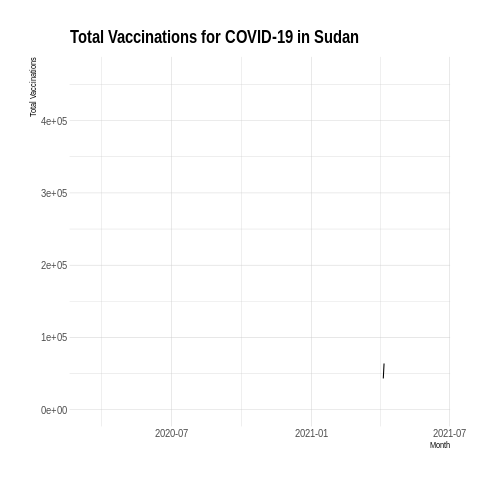 Total Vaccinations for COVID-19 in Sudan
Total Vaccinations
4e+05
3e+05
2e+05
1e+05
0e+00
2020-07 2021-01 2021-07
Month